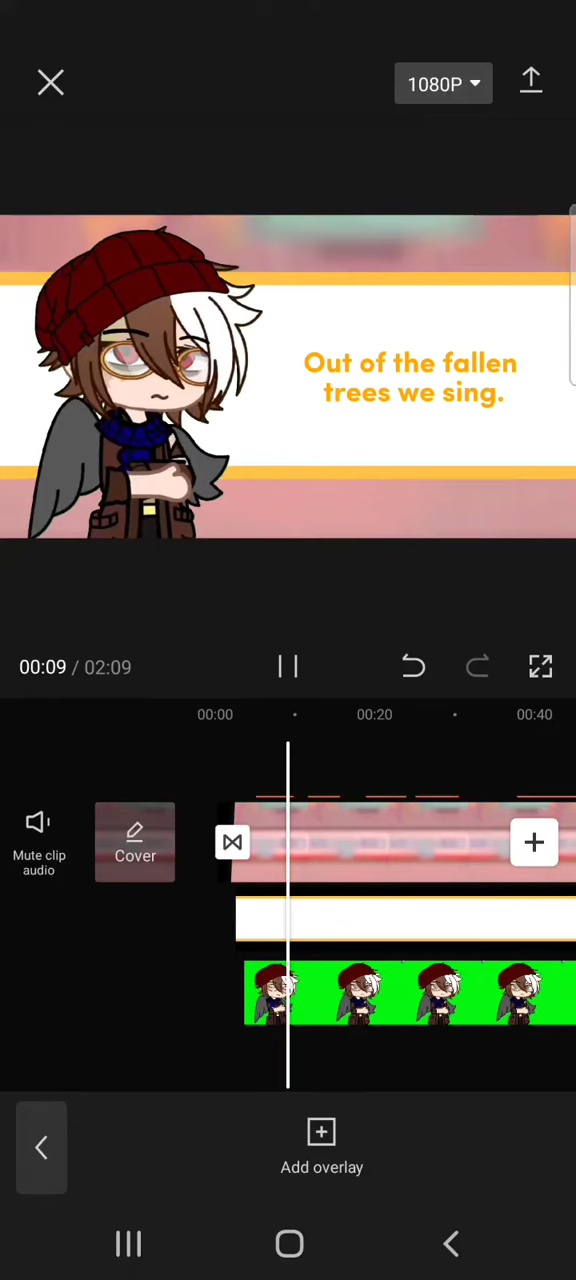 1080P
Out of the fallen
trees we sing.
00:09 / 02:09
00:00
00:20
00:40
Mute clip
audio
Cover
Add overlay